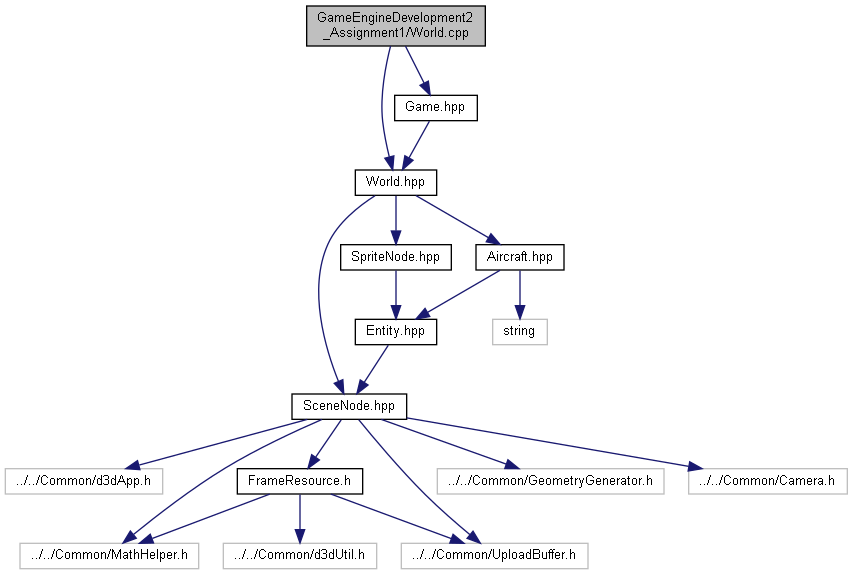 GameEngineDevelopment2
_Assignment1/World.cpp
Game.hpp
World.hpp
SpriteNode.hpp
Aircraft.hpp
Entity.hpp
string
SceneNode.hpp
../../Common/d3dApp.h
FrameResource.h
../../Common/GeometryGenerator.h
../../Common/Camera.h
../../Common/MathHelper.h
../../Common/d3dUtil.h
../../Common/UploadBuffer.h